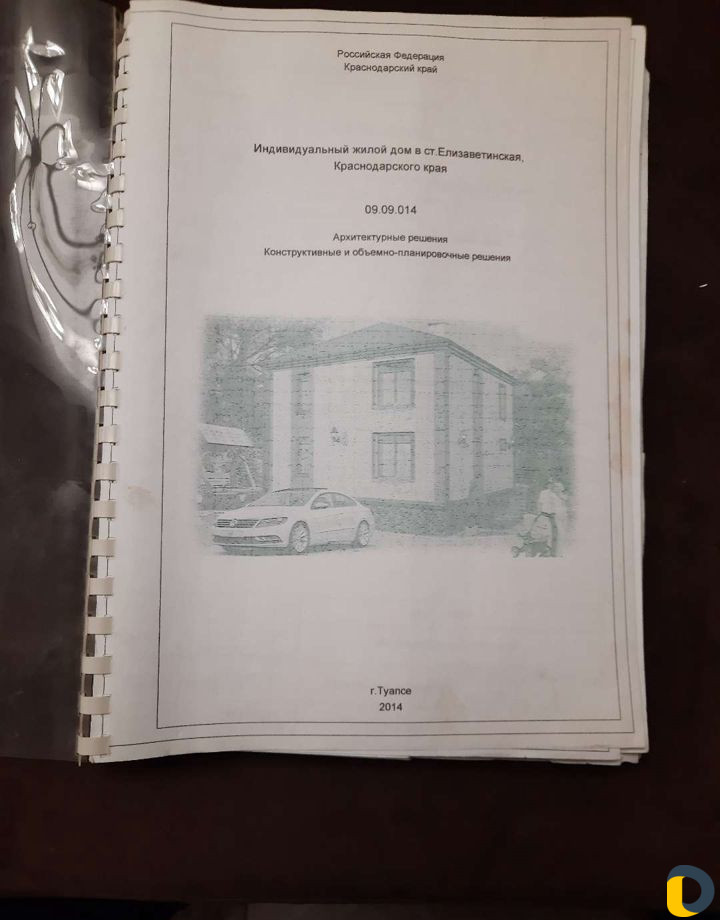 Российская Федерация
Краснодарский край
Индивидуальный жилой дом в ст.Елизаветинская,
Краснодарского края
09.09.014
Архитектурные решения
Конструктивные и объемно-планировочные решения
г.Туапсе
2014